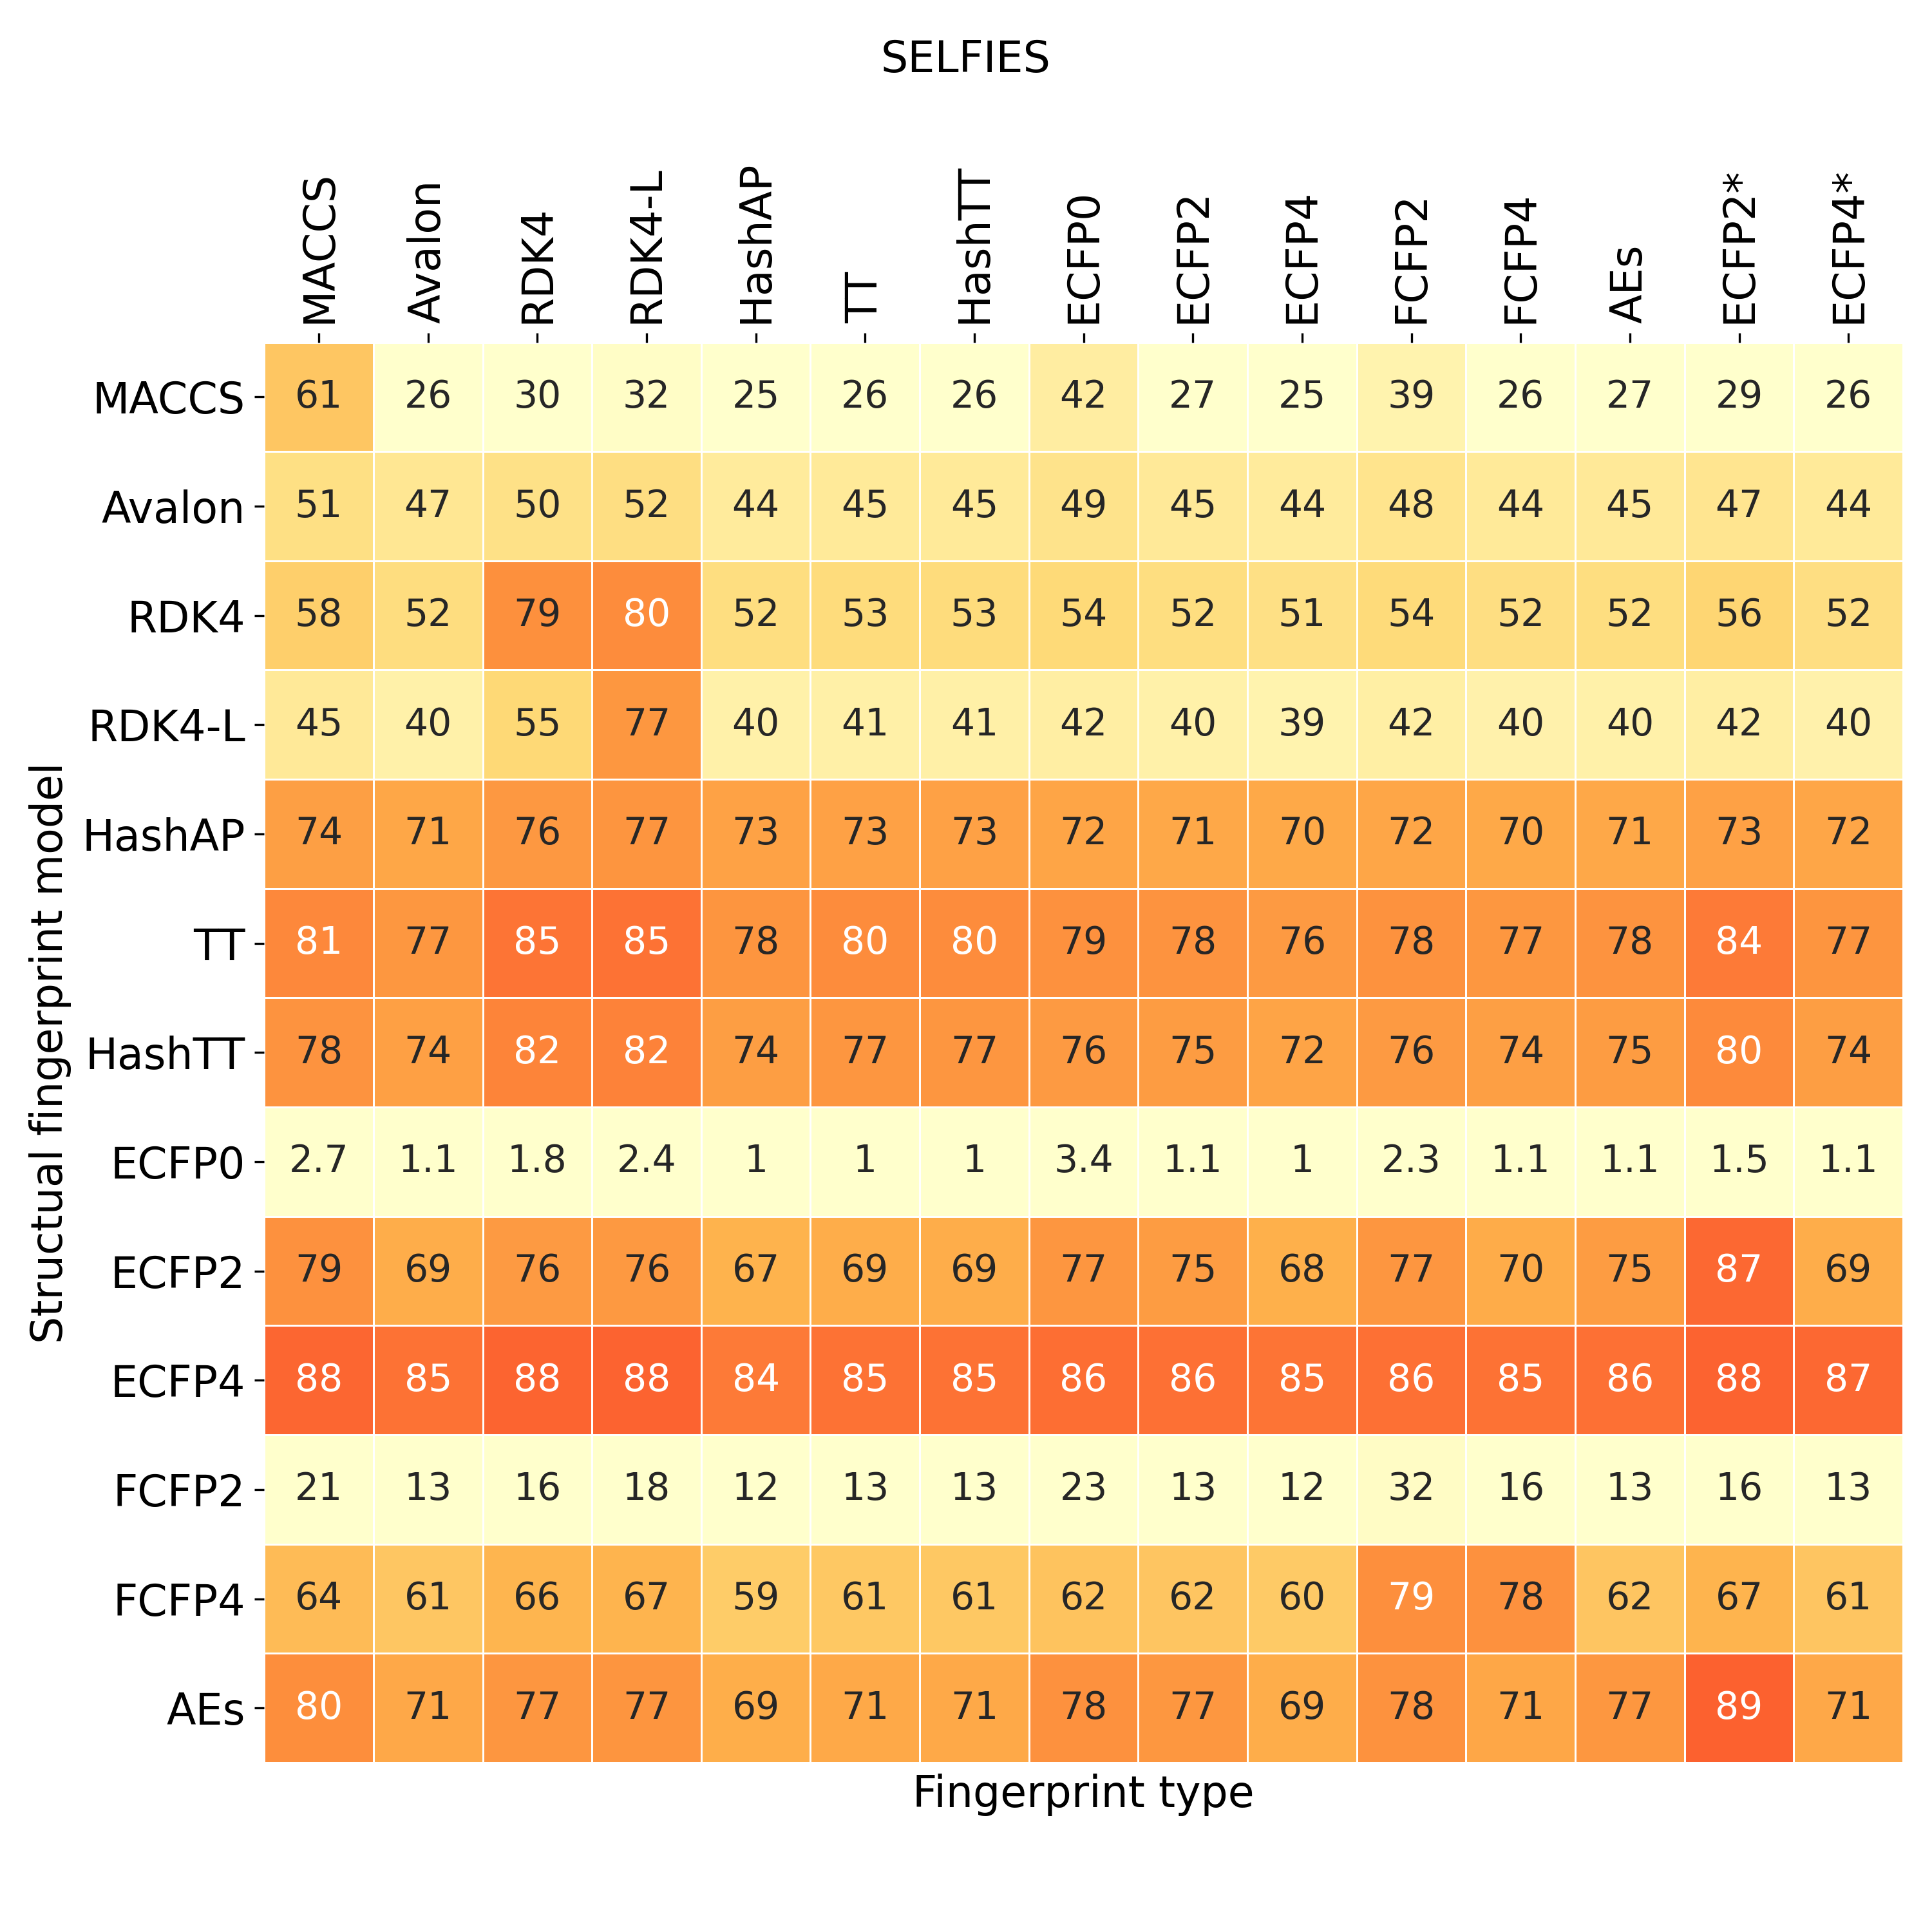 SELFIES
MACCS Avalon RDK4 RDK4-L HashAP TT HashTT ECFP0 ECFP2 ECFP4 FCFP2 FCFP4 AEs ECFP2* ECFP4*
Structual fingerprint model
MACCS 61 26 30 32 25 26 26 42 27 25 39 26 27 29 26
Avalon 51 47 50 52 44 45 45 49 45 44 48 44 45 47 44
RDK4 58 52 79 80 52 53 53 54 52 51 54 52 52 56 52
RDK4-L 45 40 55 77 40 41 41 42 40 39 42 40 40 42 40
HashAP 74 71 76 77 73 73 73 72 71 70 72 70 71 73 72
TT 81 77 85 85 78 80 80 79 78 76 78 77 78 84 77
HashTT 78 74 82 82 74 77 77 76 75 72 76 74 75 80 74
ECFP0 2.7 1.1 1.8 2.4 1 1 1 3.4 1.1 1 2.3 1.1 1.1 1.5 1.1
ECFP2 79 69 76 76 67 69 69 77 75 68 77 70 75 87 69
ECFP4 88 85 88 88 84 85 85 86 86 85 86 85 86 88 87
FCFP2 21 13 16 18 12 13 13 23 13 12 32 16 13 16 13
FCFP4 64 61 66 67 59 61 61 62 62 60 79 78 62 67 61
AEs 80 71 77 77 69 71 71 78 77 69 78 71 77 89 71
Fingerprint type